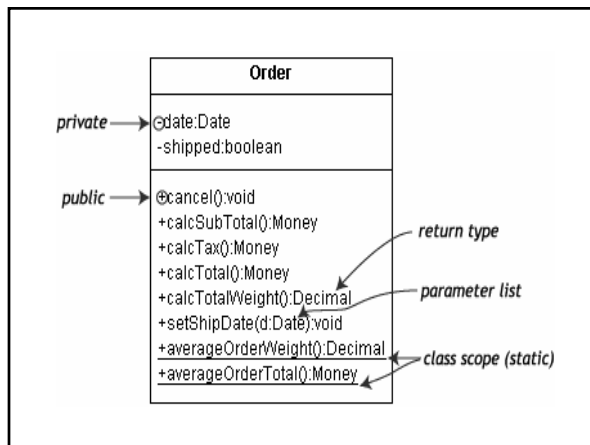 Order
private
-date:Date
-shipped:boolean
public
+cancel():void
+calcSubTotal():Money
+calcTax():Money
+calcTotal():Money
+calcTotalWeight():Decimal
+setShipDate(d:Date):void
+averageOrderWeight():Decimal
+averageOrderTotal():Money
return type
parameter list
class scope (static)